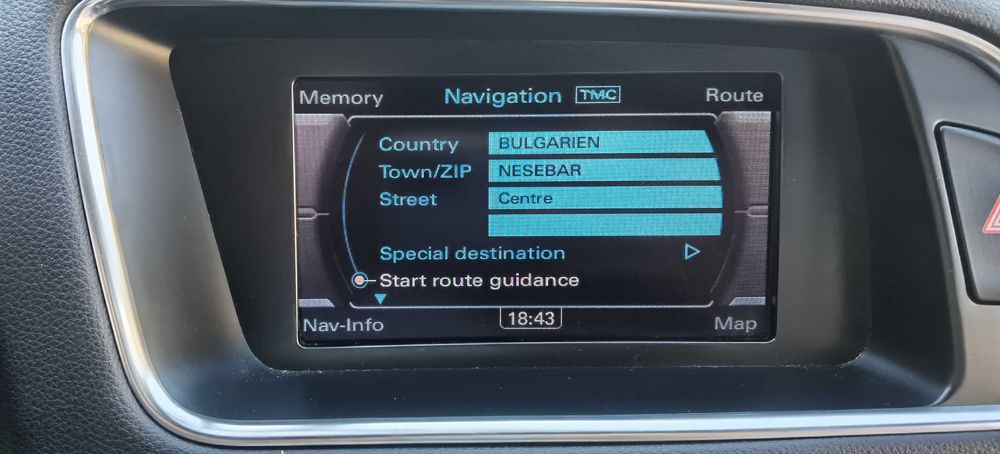 Memory Navigation TMC Route
Country BULGARIEN
Town/ZIP NESEBAR
Street Centre
Special destination
Start route guidance
Nav-Info 18:43 Map